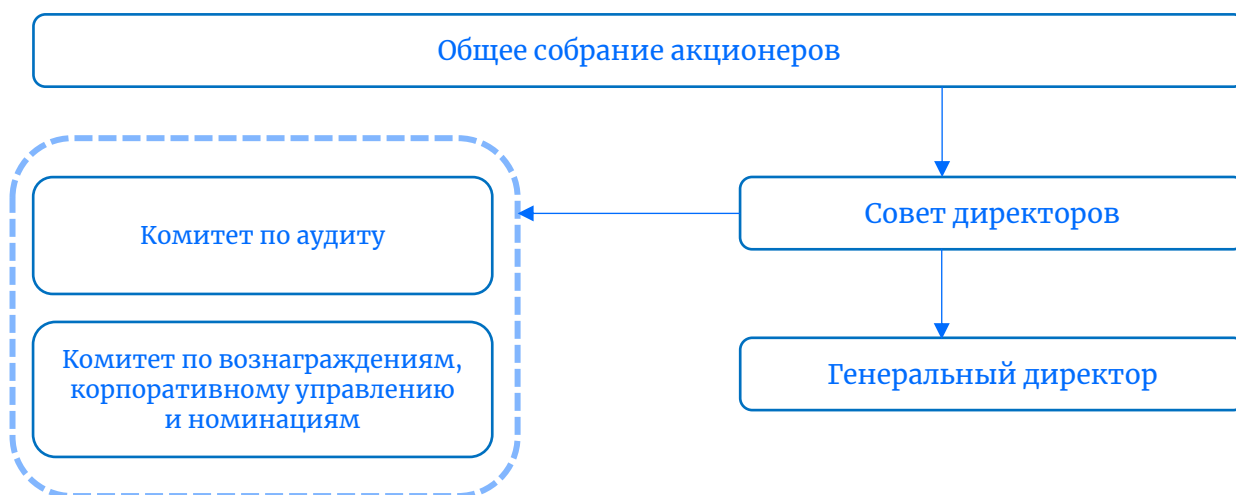 Общее собрание акционеров
Комитет по аудиту
Совет директоров
Комитет по вознаграждениям,
корпоративному управлению
и номинациям
Генеральный директор